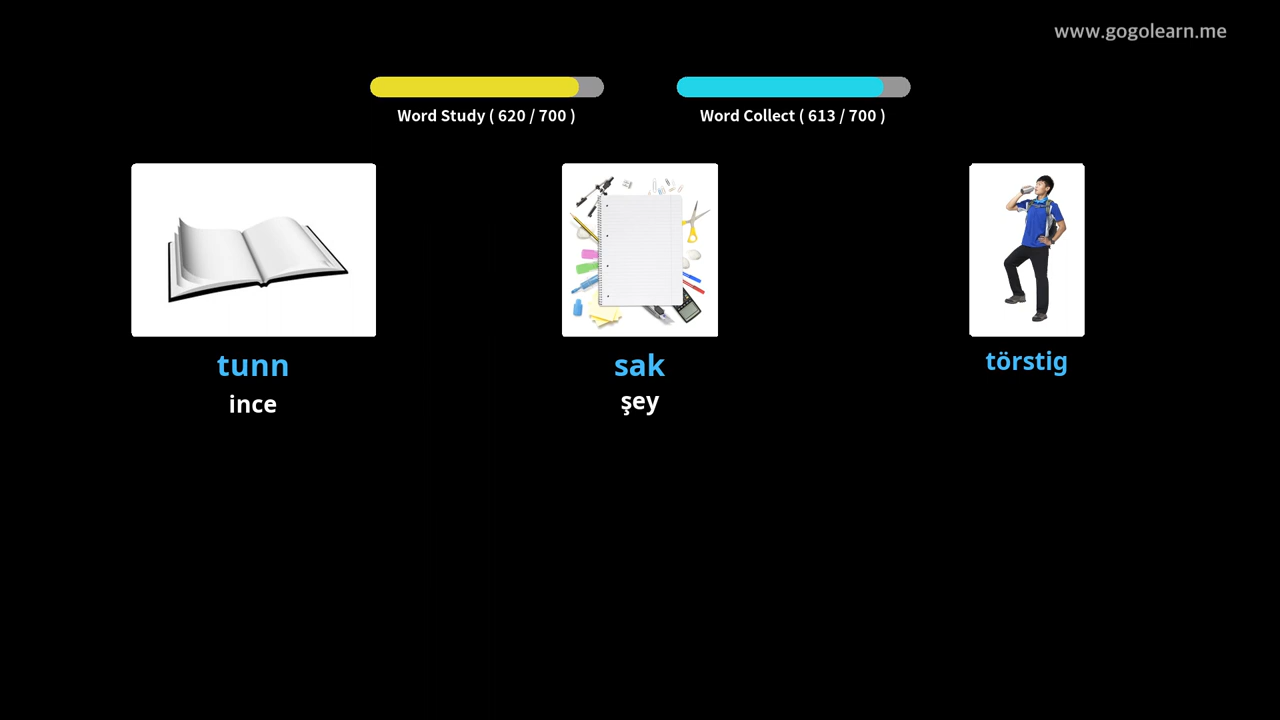 www.gogolearn.me
Word Study ( 620 / 700 )
Word Collect ( 613 / 700 )
tunn
ince
sak
şey
törstig